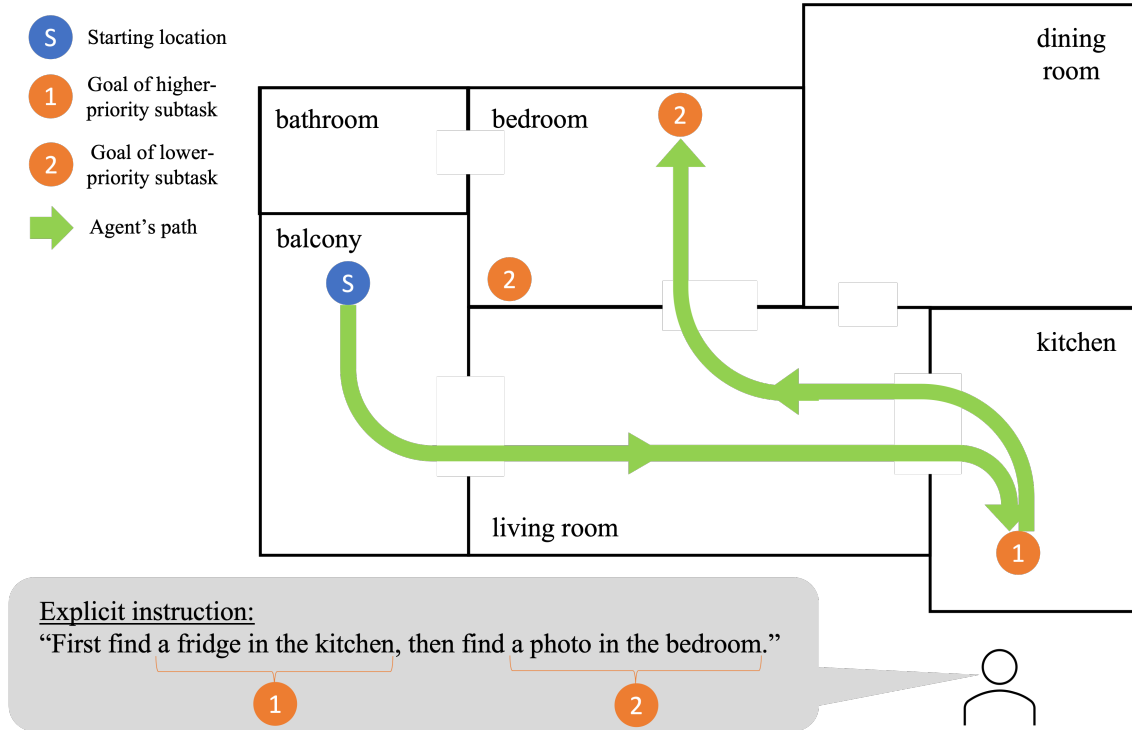 S
Starting location
1
Goal of higher-
priority subtask
2
Goal of lower-
priority subtask
Agent's path
bathroom
bedroom
2
dining
room
balcony
S
2
kitchen
living room
1
Explicit instruction:
“First find a fridge in the kitchen, then find a photo in the bedroom.”
1
2